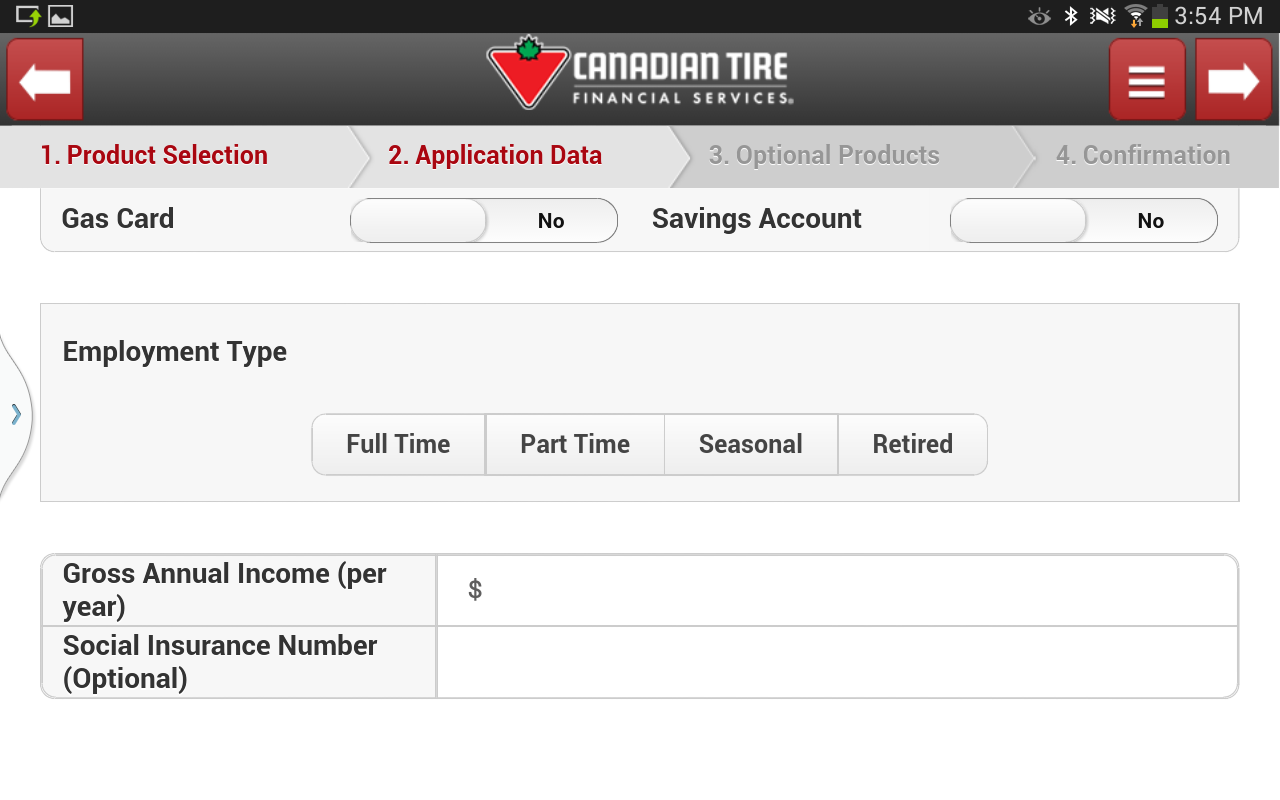 3:54 PM
CANADIAN TIRE
FINANCIAL SERVICES®
1. Product Selection 2. Application Data 3. Optional Products 4. Confirmation
Gas Card No Savings Account No
Employment Type
Full Time Part Time Seasonal Retired
Gross Annual Income (per
year) $
Social Insurance Number
(Optional)